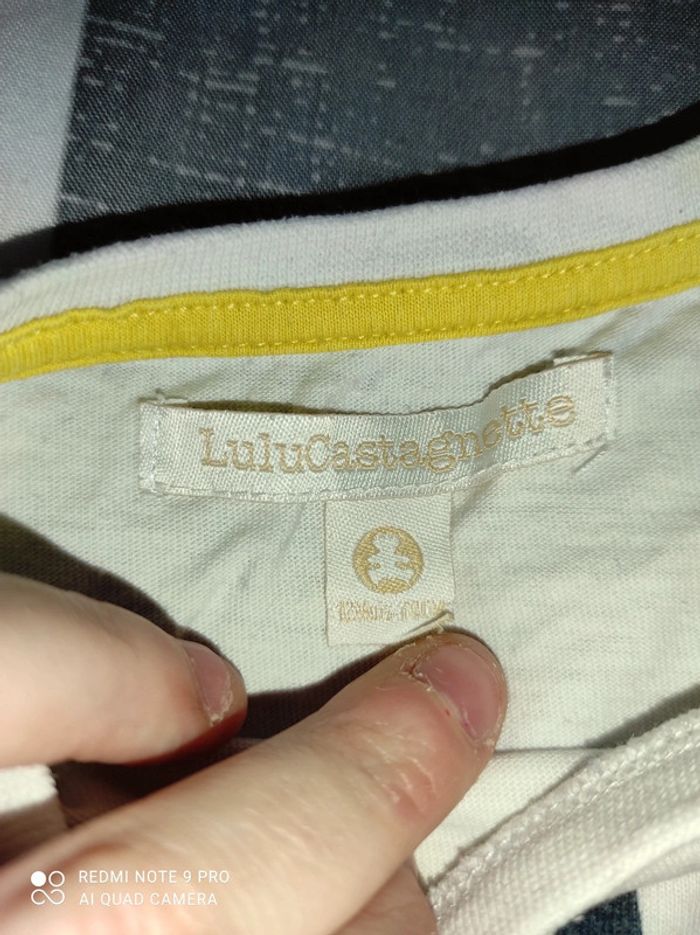 LuluCastagnette
REDMI NOTE 9 PRO
AI QUAD CAMERA